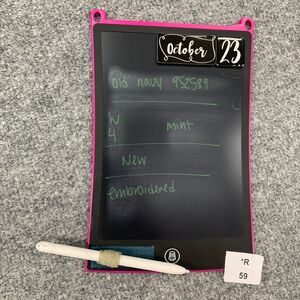 October 23
old navy 952589
W
4 mint
New
embroidered
°R
59